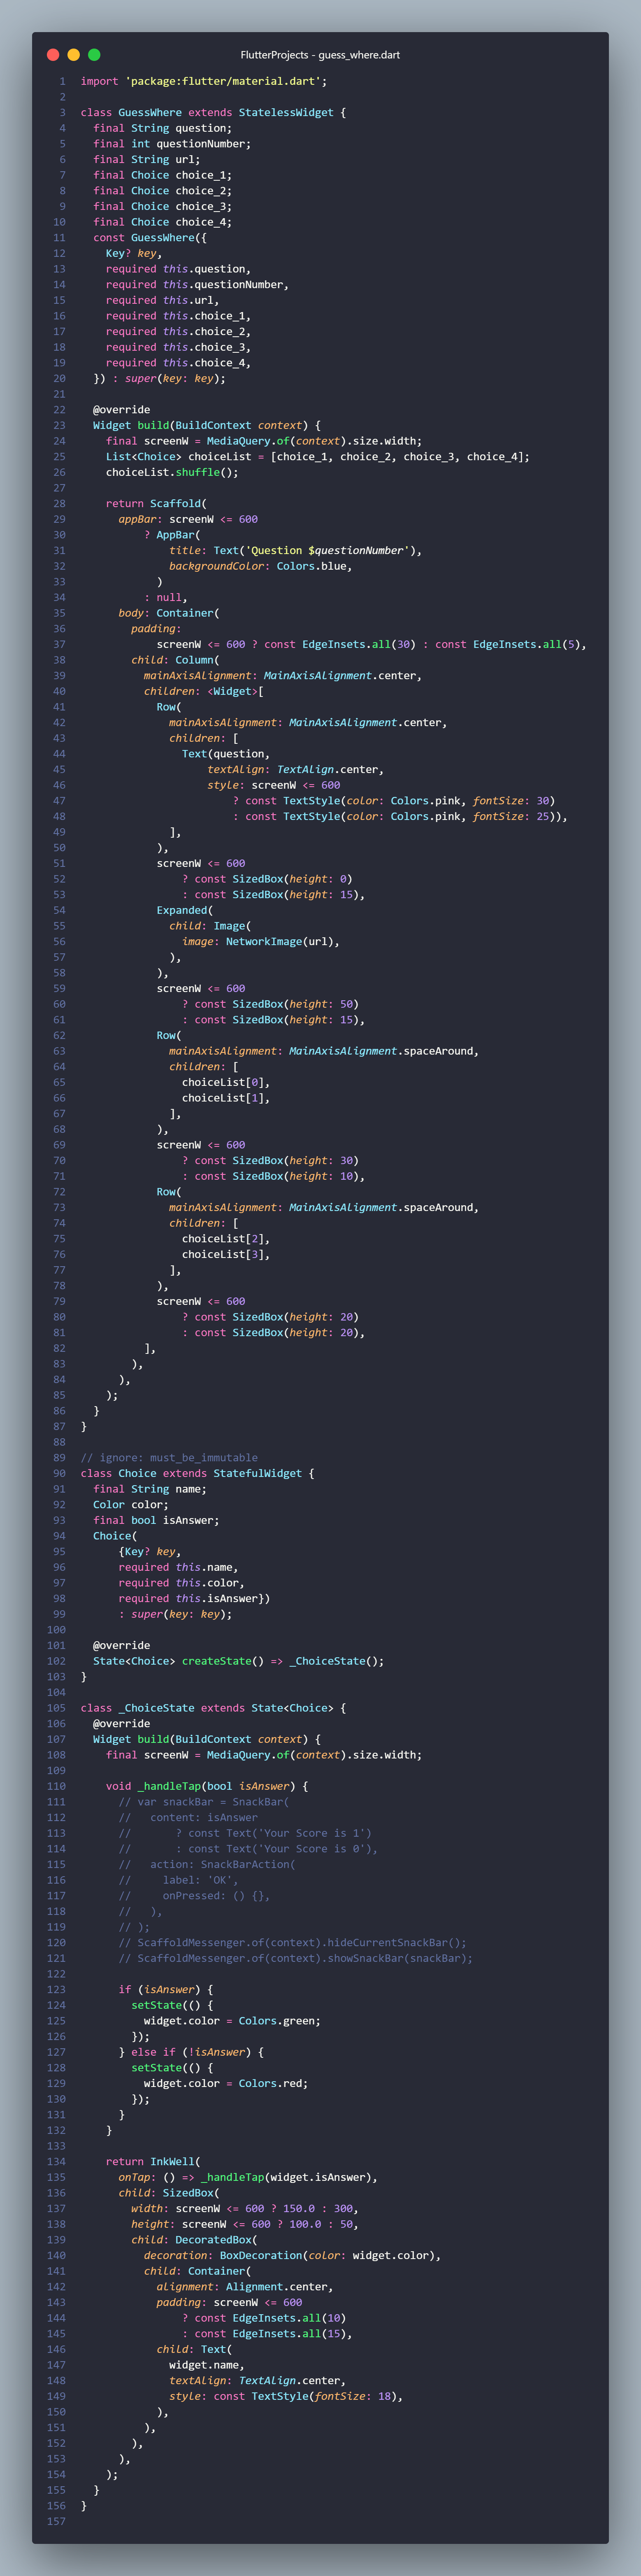 FlutterProjects - guess_where.dart
1 import 'package:flutter/material.dart';
2
3 class GuessWhere extends StatelessWidget {
4   final String question;
5   final int questionNumber;
6   final String url;
7   final Choice choice_1;
8   final Choice choice_2;
9   final Choice choice_3;
10   final Choice choice_4;
11   const GuessWhere({
12     Key? key,
13     required this.question,
14     required this.questionNumber,
15     required this.url,
16     required this.choice_1,
17     required this.choice_2,
18     required this.choice_3,
19     required this.choice_4,
20   }) : super(key: key);
21
22   @override
23   Widget build(BuildContext context) {
24     final screenW = MediaQuery.of(context).size.width;
25     List<Choice> choiceList = [choice_1, choice_2, choice_3, choice_4];
26     choiceList.shuffle();
27
28     return Scaffold(
29       appBar: screenW <= 600
30           ? AppBar(
31               title: Text('Question $questionNumber'),
32               backgroundColor: Colors.blue,
33             )
34           : null,
35       body: Container(
36         padding:
37             screenW <= 600 ? const EdgeInsets.all(30) : const EdgeInsets.all(5),
38         child: Column(
39           mainAxisAlignment: MainAxisAlignment.center,
40           children: <Widget>[
41             Row(
42               mainAxisAlignment: MainAxisAlignment.center,
43               children: [
44                 Text(question,
45                     textAlign: TextAlign.center,
46                     style: screenW <= 600
47                         ? const TextStyle(color: Colors.pink, fontSize: 30)
48                         : const TextStyle(color: Colors.pink, fontSize: 25)),
49               ],
50             ),
51             screenW <= 600
52                 ? const SizedBox(height: 0)
53                 : const SizedBox(height: 15),
54             Expanded(
55               child: Image(
56                 image: NetworkImage(url),
57               ),
58             ),
59             screenW <= 600
60                 ? const SizedBox(height: 50)
61                 : const SizedBox(height: 15),
62             Row(
63               mainAxisAlignment: MainAxisAlignment.spaceAround,
64               children: [
65                 choiceList[0],
66                 choiceList[1],
67               ],
68             ),
69             screenW <= 600
70                 ? const SizedBox(height: 30)
71                 : const SizedBox(height: 10),
72             Row(
73               mainAxisAlignment: MainAxisAlignment.spaceAround,
74               children: [
75                 choiceList[2],
76                 choiceList[3],
77               ],
78             ),
79             screenW <= 600
80                 ? const SizedBox(height: 20)
81                 : const SizedBox(height: 20),
82           ],
83         ),
84       ),
85     );
86   }
87 }
88
89 // ignore: must_be_immutable
90 class Choice extends StatefulWidget {
91   final String name;
92   Color color;
93   final bool isAnswer;
94   Choice(
95       {Key? key,
96       required this.name,
97       required this.color,
98       required this.isAnswer})
99       : super(key: key);
100
101   @override
102   State<Choice> createState() => _ChoiceState();
103 }
104
105 class _ChoiceState extends State<Choice> {
106   @override
107   Widget build(BuildContext context) {
108     final screenW = MediaQuery.of(context).size.width;
109
110     void _handleTap(bool isAnswer) {
111       // var snackBar = SnackBar(
112       //   content: isAnswer
113       //       ? const Text('Your Score is 1')
114       //       : const Text('Your Score is 0'),
115       //   action: SnackBarAction(
116       //     label: 'OK',
117       //     onPressed: () {},
118       //   ),
119       // );
120       // ScaffoldMessenger.of(context).hideCurrentSnackBar();
121       // ScaffoldMessenger.of(context).showSnackBar(snackBar);
122
123       if (isAnswer) {
124         setState(() {
125           widget.color = Colors.green;
126         });
127       } else if (!isAnswer) {
128         setState(() {
129           widget.color = Colors.red;
130         });
131       }
132     }
133
134     return InkWell(
135       onTap: () => _handleTap(widget.isAnswer),
136       child: SizedBox(
137         width: screenW <= 600 ? 150.0 : 300,
138         height: screenW <= 600 ? 100.0 : 50,
139         child: DecoratedBox(
140           decoration: BoxDecoration(color: widget.color),
141           child: Container(
142             alignment: Alignment.center,
143             padding: screenW <= 600
144                 ? const EdgeInsets.all(10)
145                 : const EdgeInsets.all(15),
146             child: Text(
147               widget.name,
148               textAlign: TextAlign.center,
149               style: const TextStyle(fontSize: 18),
150             ),
151           ),
152         ),
153       ),
154     );
155   }
156 }
157